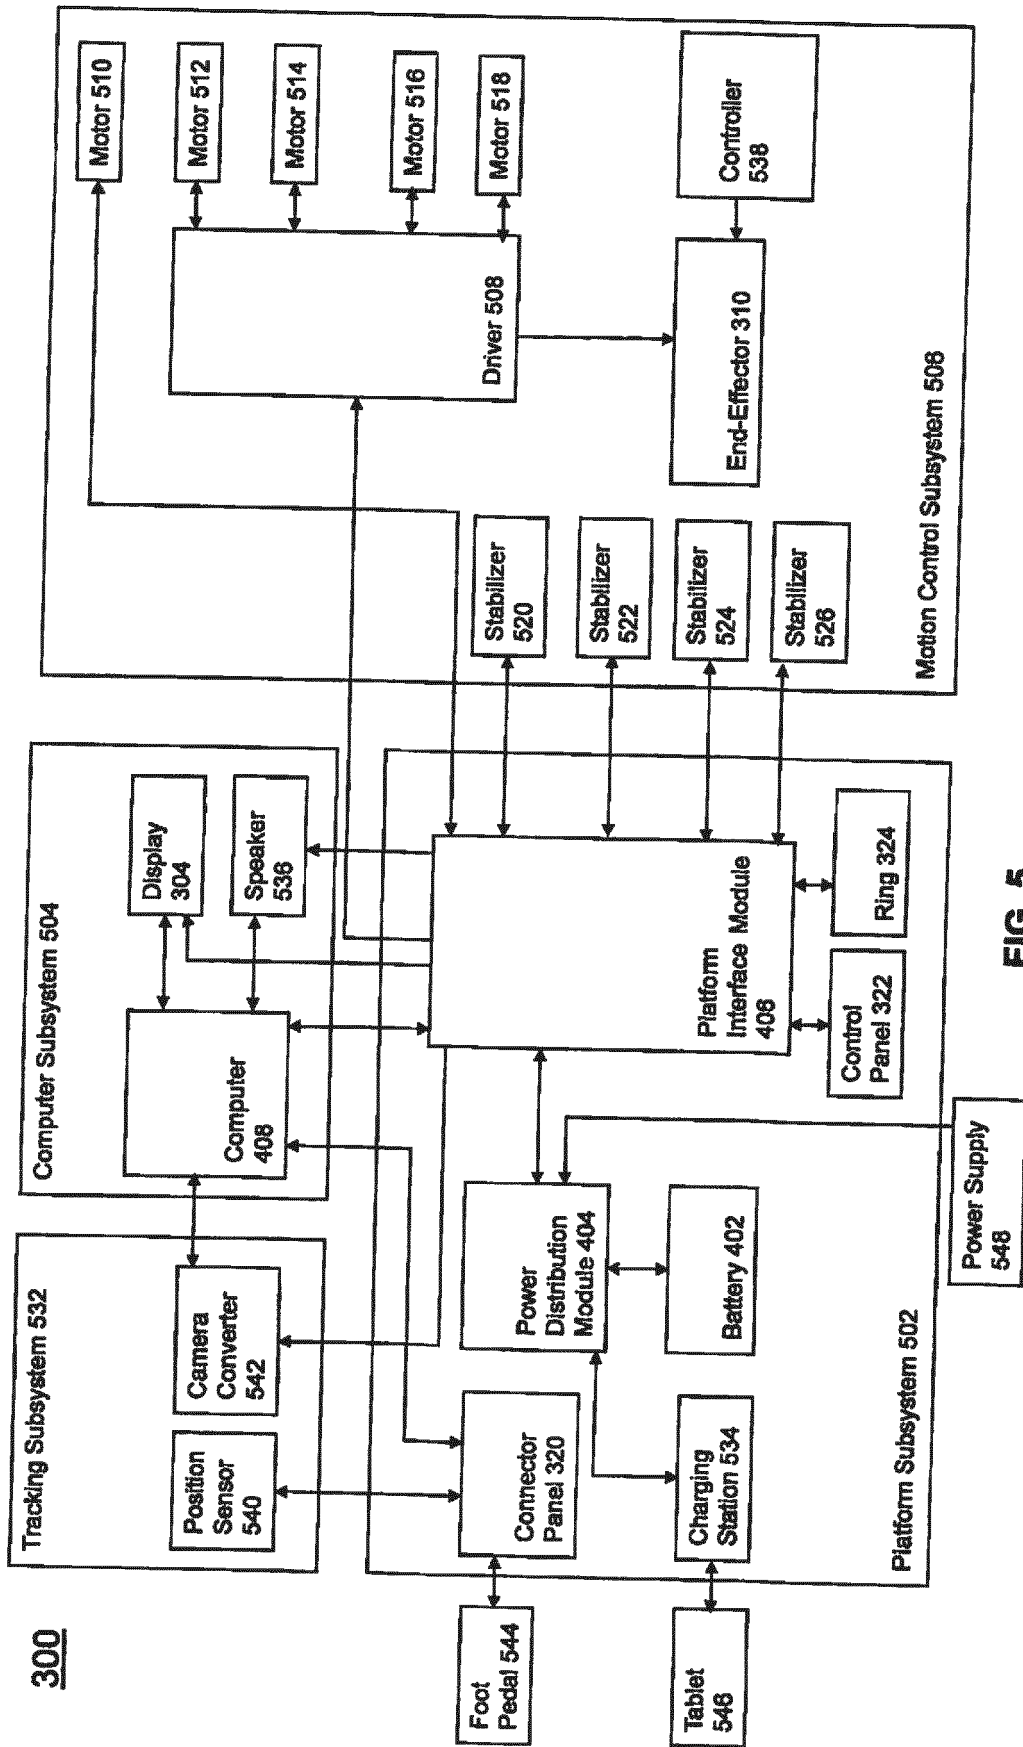 300
Tracking Subsystem 532
Position
Sensor
540
Camera
Converter
542
Computer Subsystem 504
Computer
408
Display
304
Speaker
536
Foot
Pedal 544
Tablet
546
Connector
Panel 320
Charging
Station 534
Power
Distribution
Module 404
Battery 402
Platform
Interface Module
406
Control
Panel 322
Ring 324
Platform Subsystem 502
Power Supply
548
Motor 510
Motor 512
Motor 514
Motor 516
Motor 518
Driver 508
Stabilizer
520
Stabilizer
522
Stabilizer
524
Stabilizer
526
End-Effector 310
Controller
538
Motion Control Subsystem 506
FIG. 5